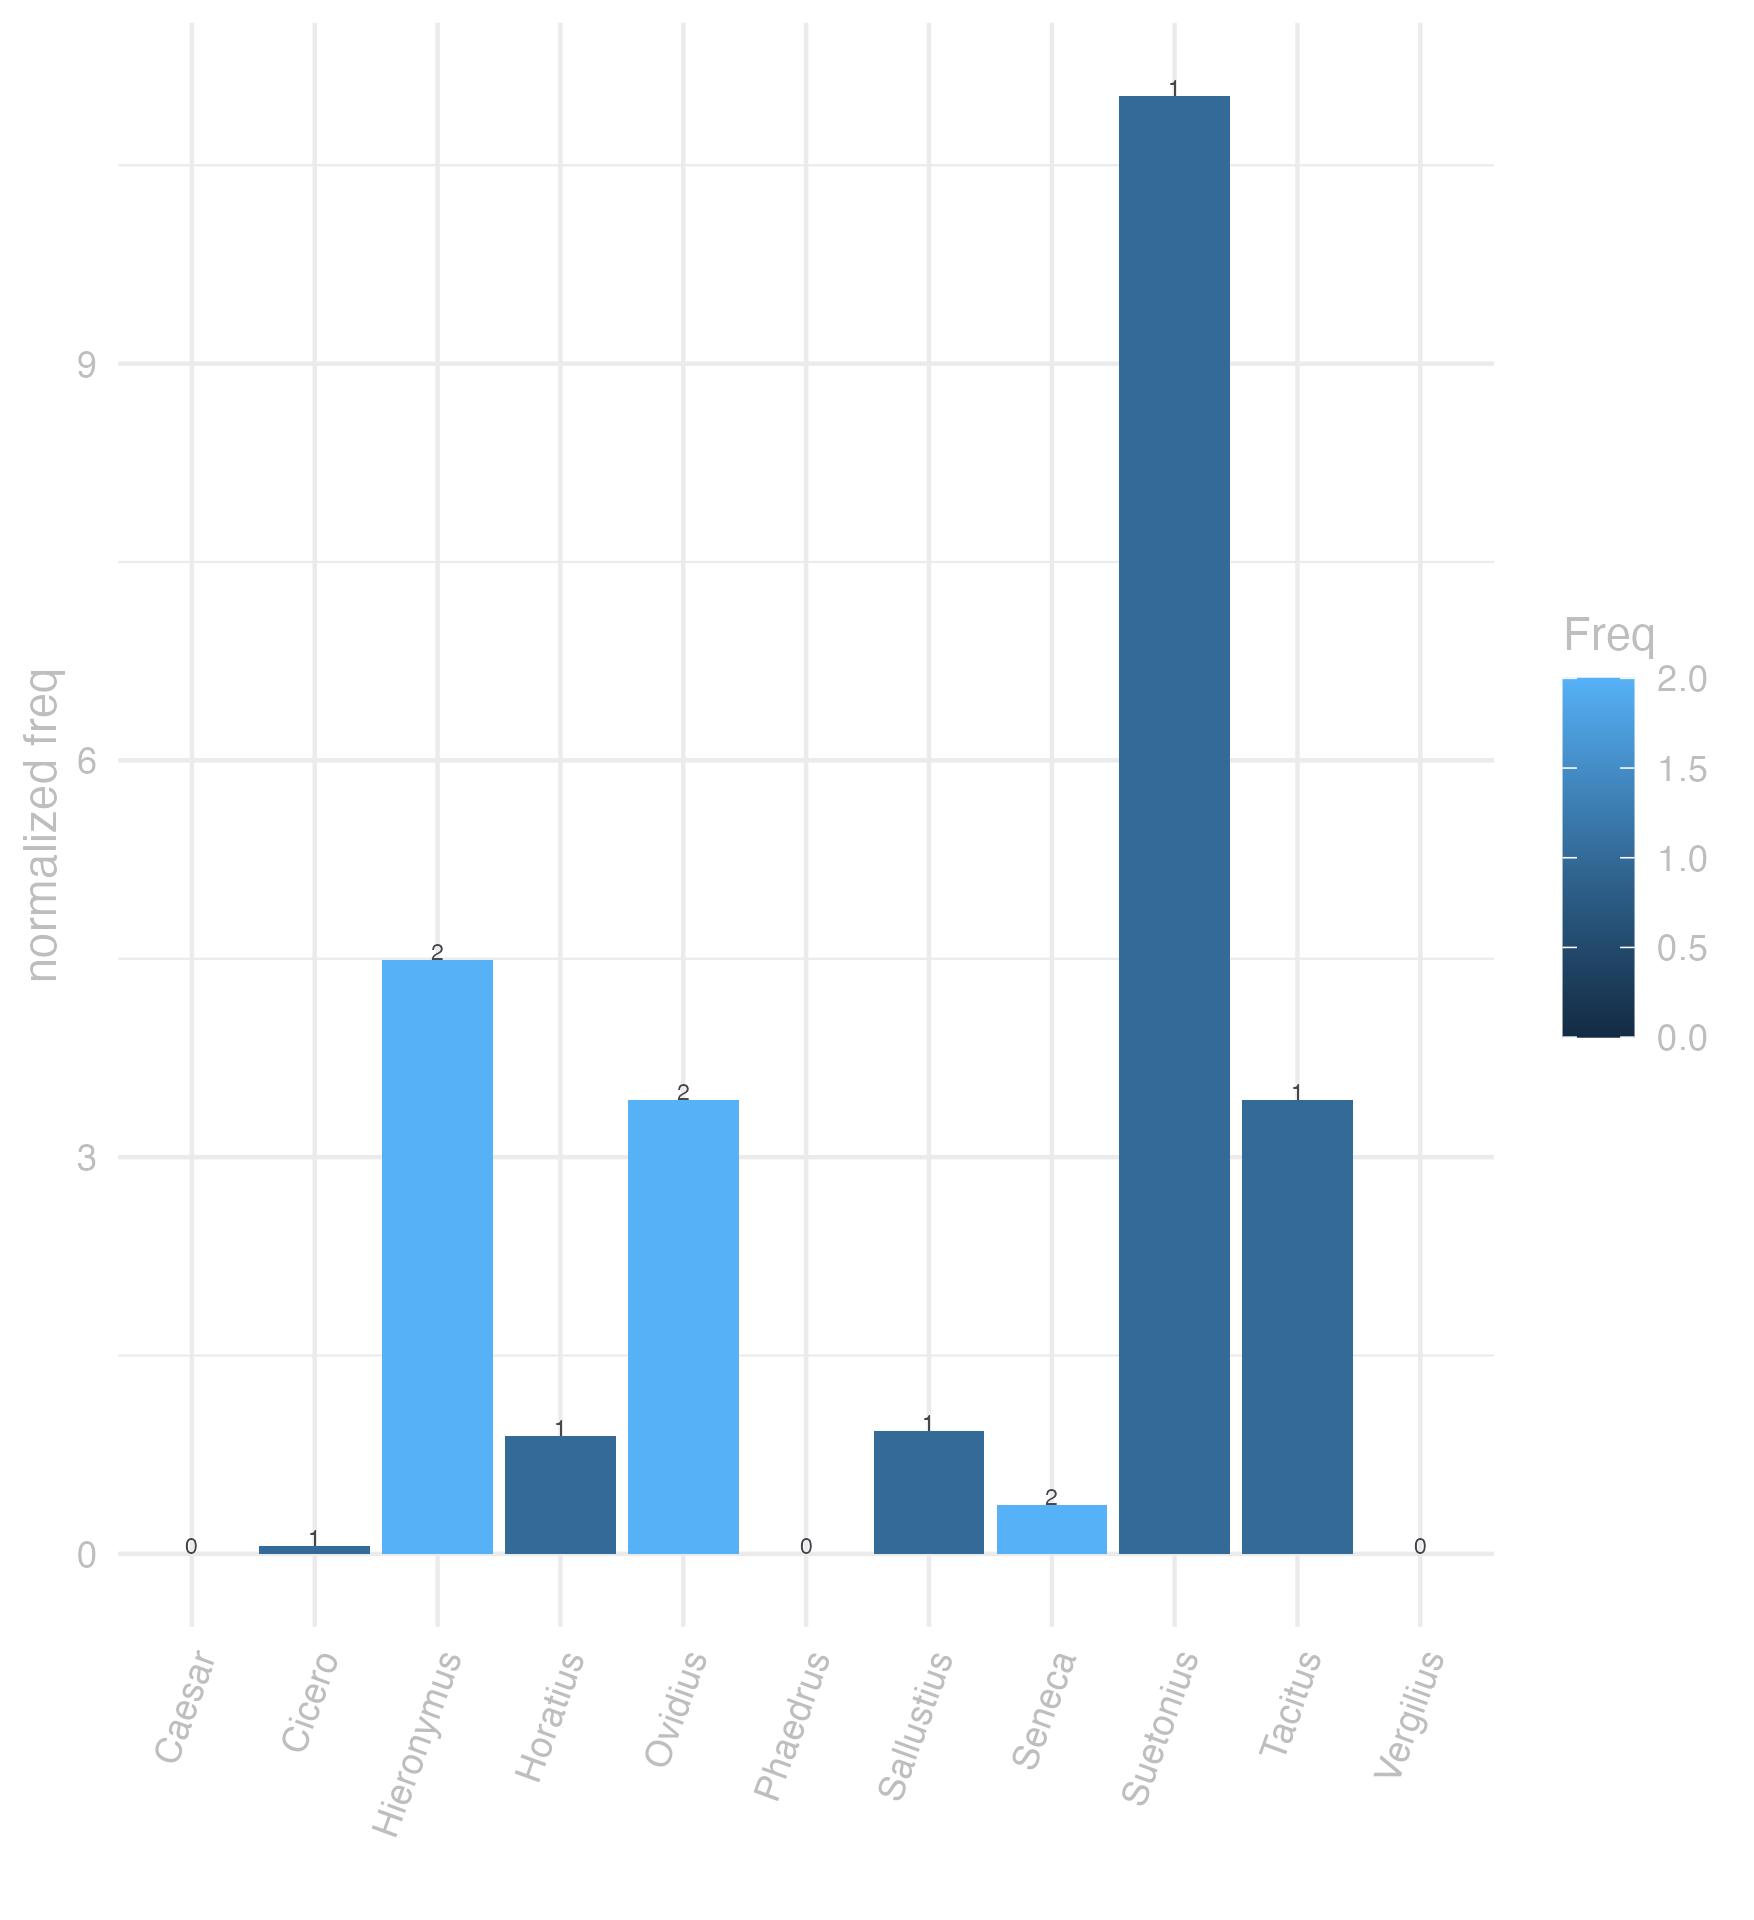 normalized freq
9
6
3
0
0
1
2
1
2
0
1
2
1
1
0
Caesar
Cicero
Hieronymus
Horatius
Ovidius
Phaedrus
Sallustius
Seneca
Suetonius
Tacitus
Vergilius
Freq
2.0
1.5
1.0
0.5
0.0